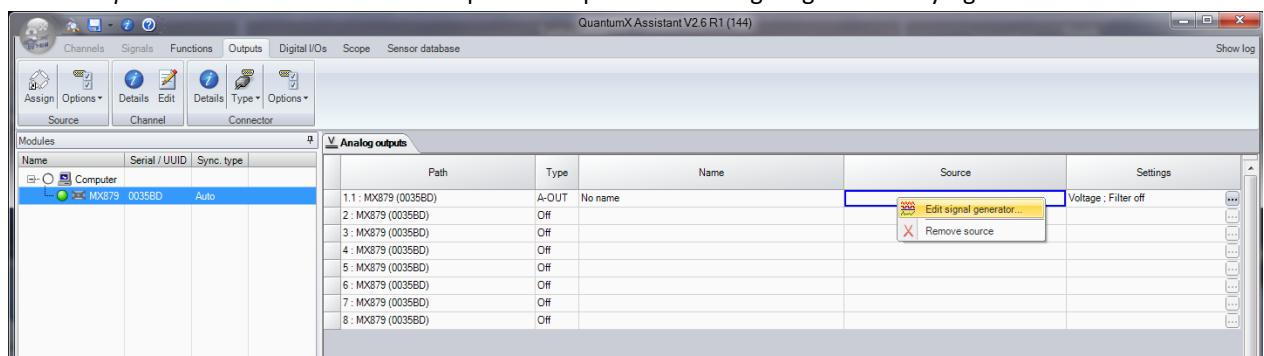 QuantumX Assistant V2.6 R1 (144)
Channels Signals Functions Outputs Digital I/Os Scope Sensor database Show log
Assign Options Details Edit Details Type Options
Source Channel Connector
Modules Analog outputs
Name Serial / UUID Sync. type
Path Type Name Source Settings
Computer
MX879 0035BD Auto
1.1 : MX879 (0035BD) A-OUT No name Voltage ; Filter off ...
Edit signal generator...
2 : MX879 (0035BD) Off ...
Remove source
3 : MX879 (0035BD) Off ...
4 : MX879 (0035BD) Off ...
5 : MX879 (0035BD) Off ...
6 : MX879 (0035BD) Off ...
7 : MX879 (0035BD) Off ...
8 : MX879 (0035BD) Off ...